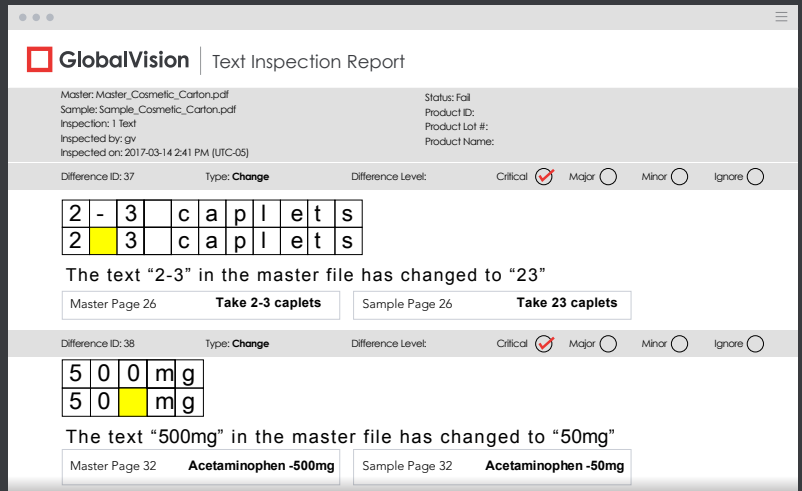 GlobalVision | Text Inspection Report
Master: Master_Cosmetic_Carton.pdf
Sample: Sample_Cosmetic_Carton.pdf
Inspection: 1 Text
Inspected by: gv
Inspected on: 2017-03-14 2:41 PM (UTC-05)
Status: Fail
Product ID:
Product Lot #:
Product Name:
Difference ID: 37 Type: Change Difference Level: Critical Major Minor Ignore
2-3 caplets
2 3 caplets
The text “2-3” in the master file has changed to “23”
Master Page 26 Take 2-3 caplets Sample Page 26 Take 23 caplets
Difference ID: 38 Type: Change Difference Level: Critical Major Minor Ignore
500mg
50 mg
The text “500mg” in the master file has changed to “50mg”
Master Page 32 Acetaminophen -500mg Sample Page 32 Acetaminophen -50mg